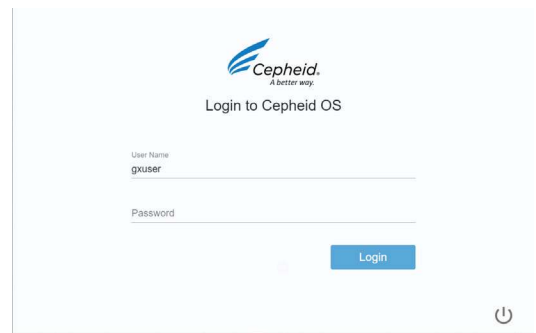 Cepheid.
A better way.
Login to Cepheid OS
User Name
gxuser
Password
Login